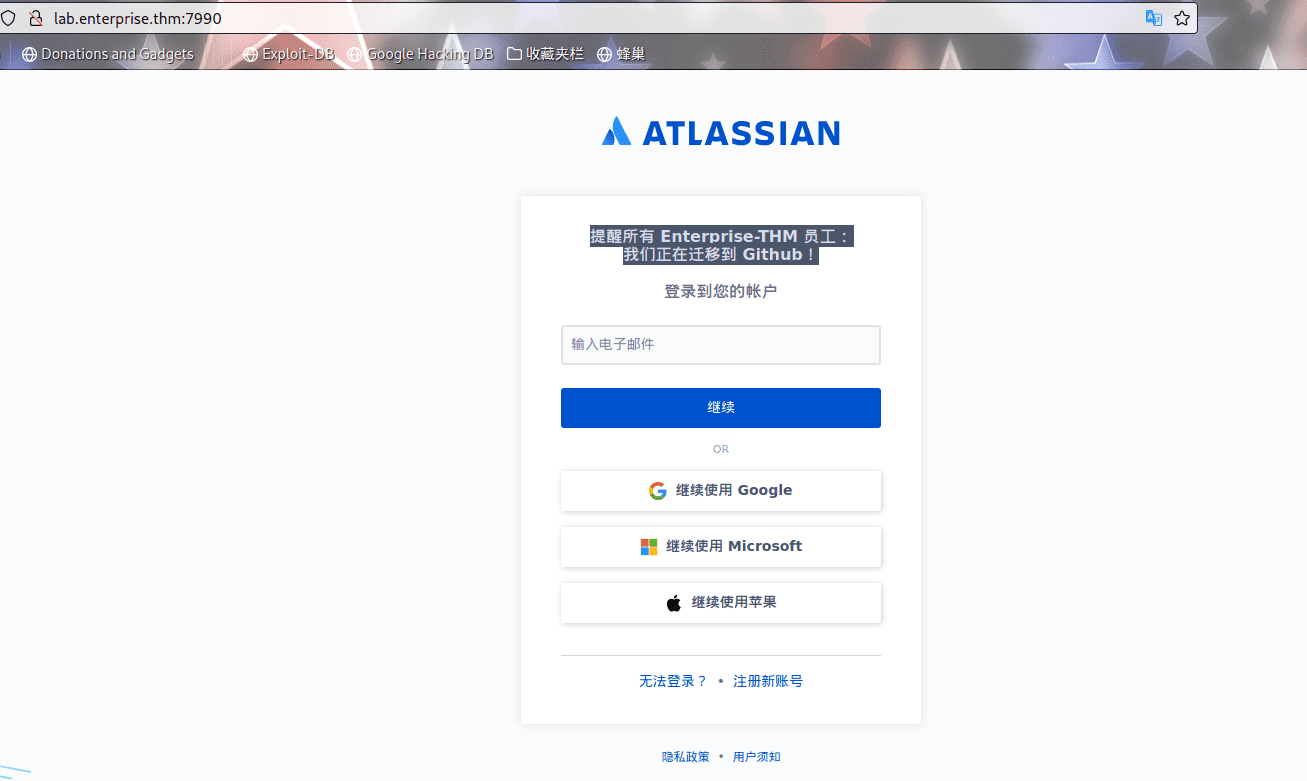 lab.enterprise.thm:7990
Donations and Gadgets Exploit-DB Google Hacking DB 收藏夹栏 蜂巢
ATLASSIAN
提醒所有 Enterprise-THM 员工：
我们正在迁移到 Github！
登录到您的帐户
输入电子邮件
继续
OR
继续使用 Google
继续使用 Microsoft
继续使用苹果
无法登录？ • 注册新账号
隐私政策 • 用户须知